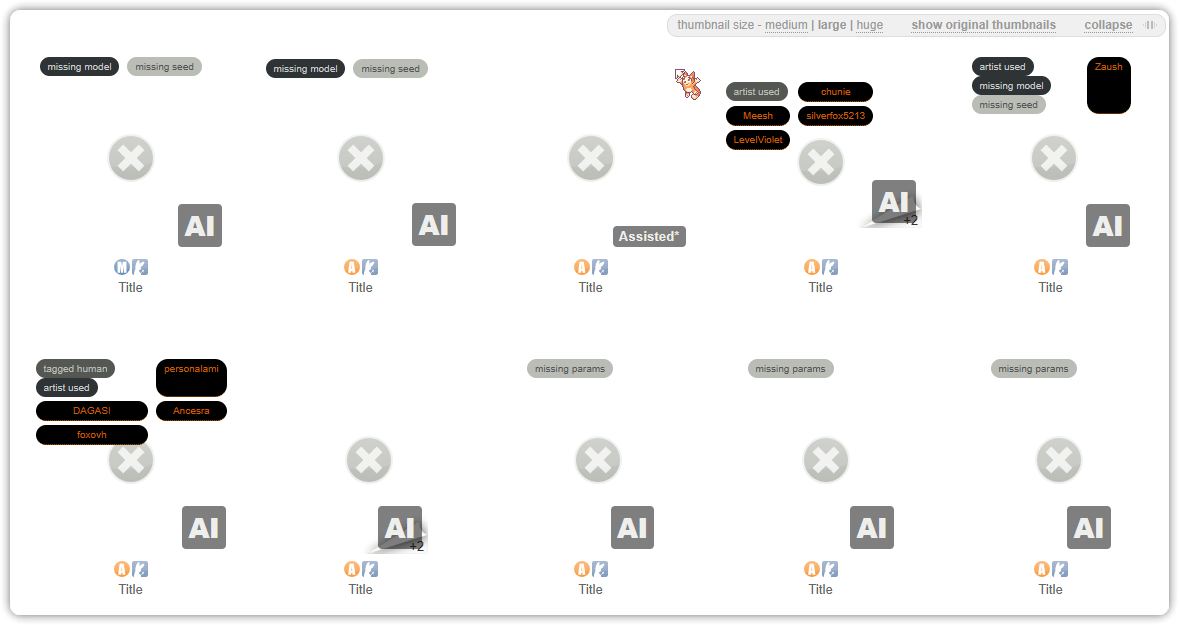 thumbnail size - medium | large | huge show original thumbnails collapse
missing model missing seed
missing model missing seed
artist used chunie
Meesh silverfox5213
LevelViolet
artist used Zaush
missing model
missing seed
AI
AI
Assisted*
AI
+2
AI
M
A
A
A
A
Title
Title
Title
Title
Title
tagged human personalami
artist used
DAGASI Ancesra
foxovh
missing params
missing params
missing params
AI
AI
+2
AI
AI
AI
A
A
A
A
A
Title
Title
Title
Title
Title